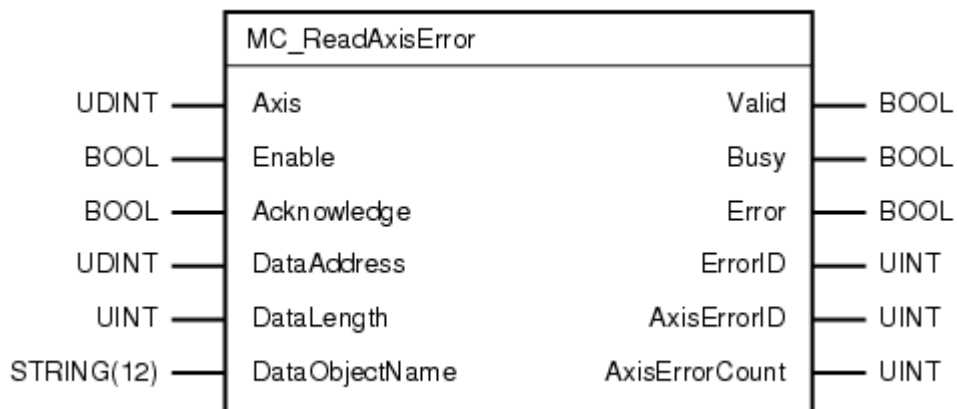 MC_ReadAxisError
UDINT Axis Valid BOOL
BOOL Enable Busy BOOL
BOOL Acknowledge Error BOOL
UDINT DataAddress ErrorID UINT
UINT DataLength AxisErrorID UINT
STRING(12) DataObjectName AxisErrorCount UINT